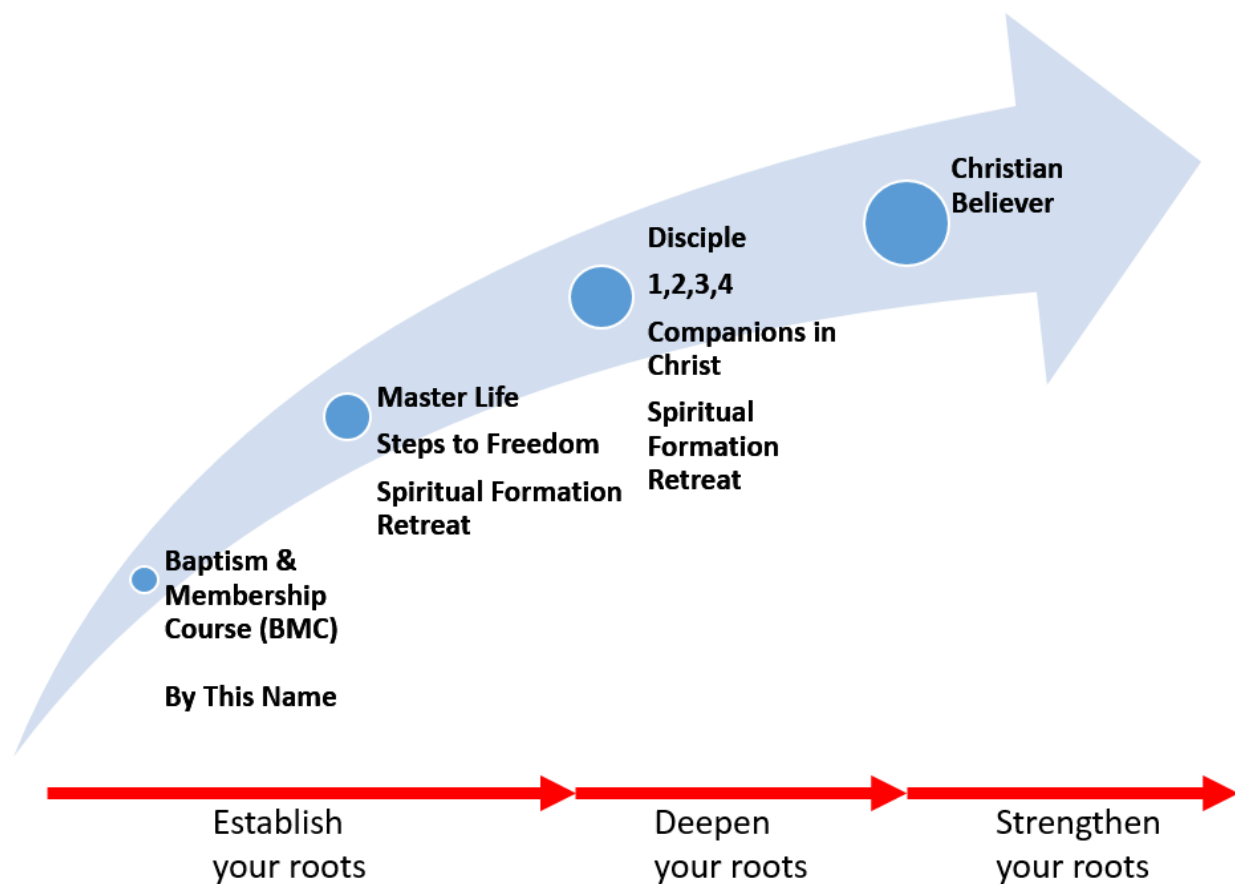 Christian
Believer
Disciple
1,2,3,4
Companions in
Christ
Spiritual
Formation
Retreat
Master Life
Steps to Freedom
Spiritual Formation
Retreat
Baptism &
Membership
Course (BMC)
By This Name
Establish
your roots
Deepen
your roots
Strengthen
your roots